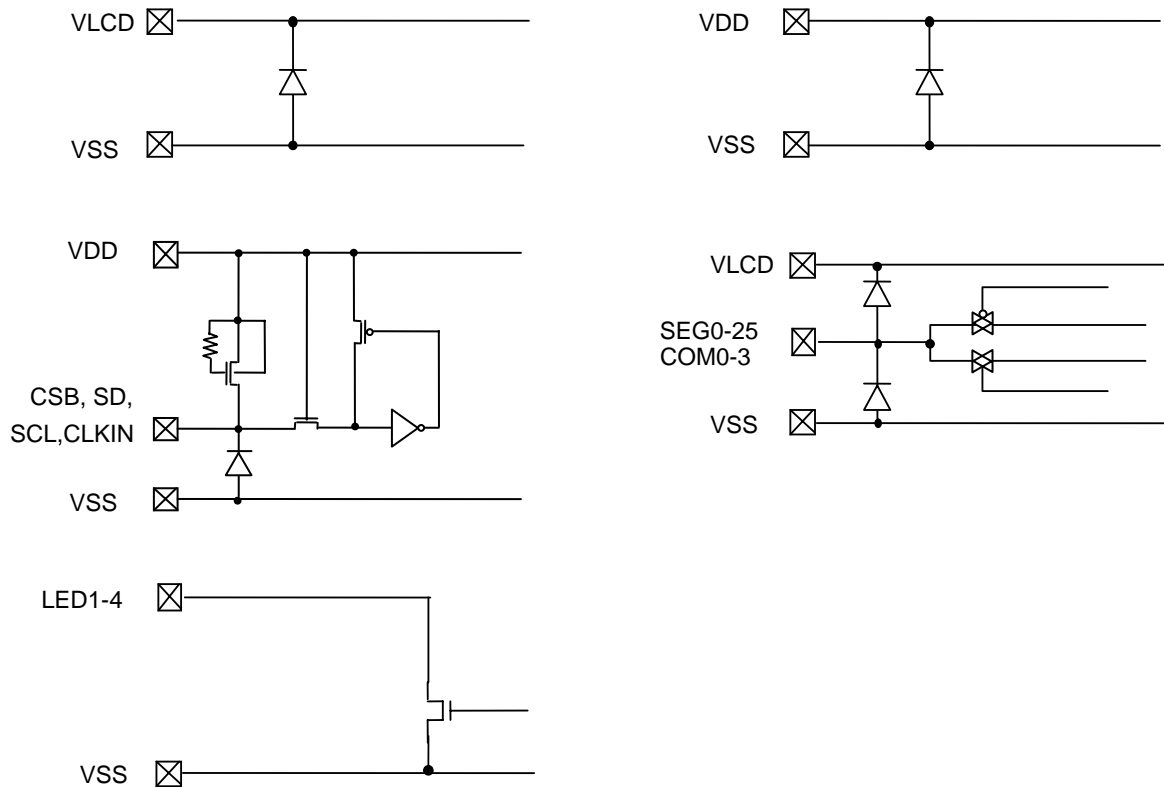 VLCD
VSS
VDD
VSS
VDD
CSB, SD,
SCL,CLKIN
VSS
VLCD
SEG0-25
COM0-3
VSS
LED1-4
VSS